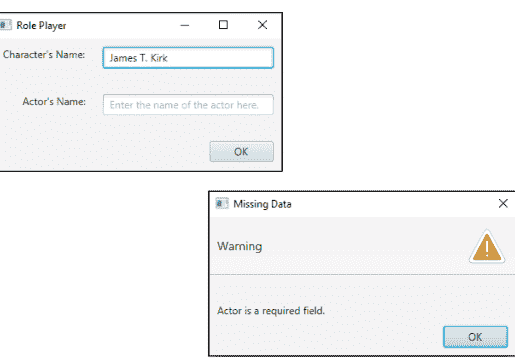 Role Player
Character's Name:
James T. Kirk
Actor's Name:
Enter the name of the actor here.
OK
Missing Data
Warning
Actor is a required field.
OK